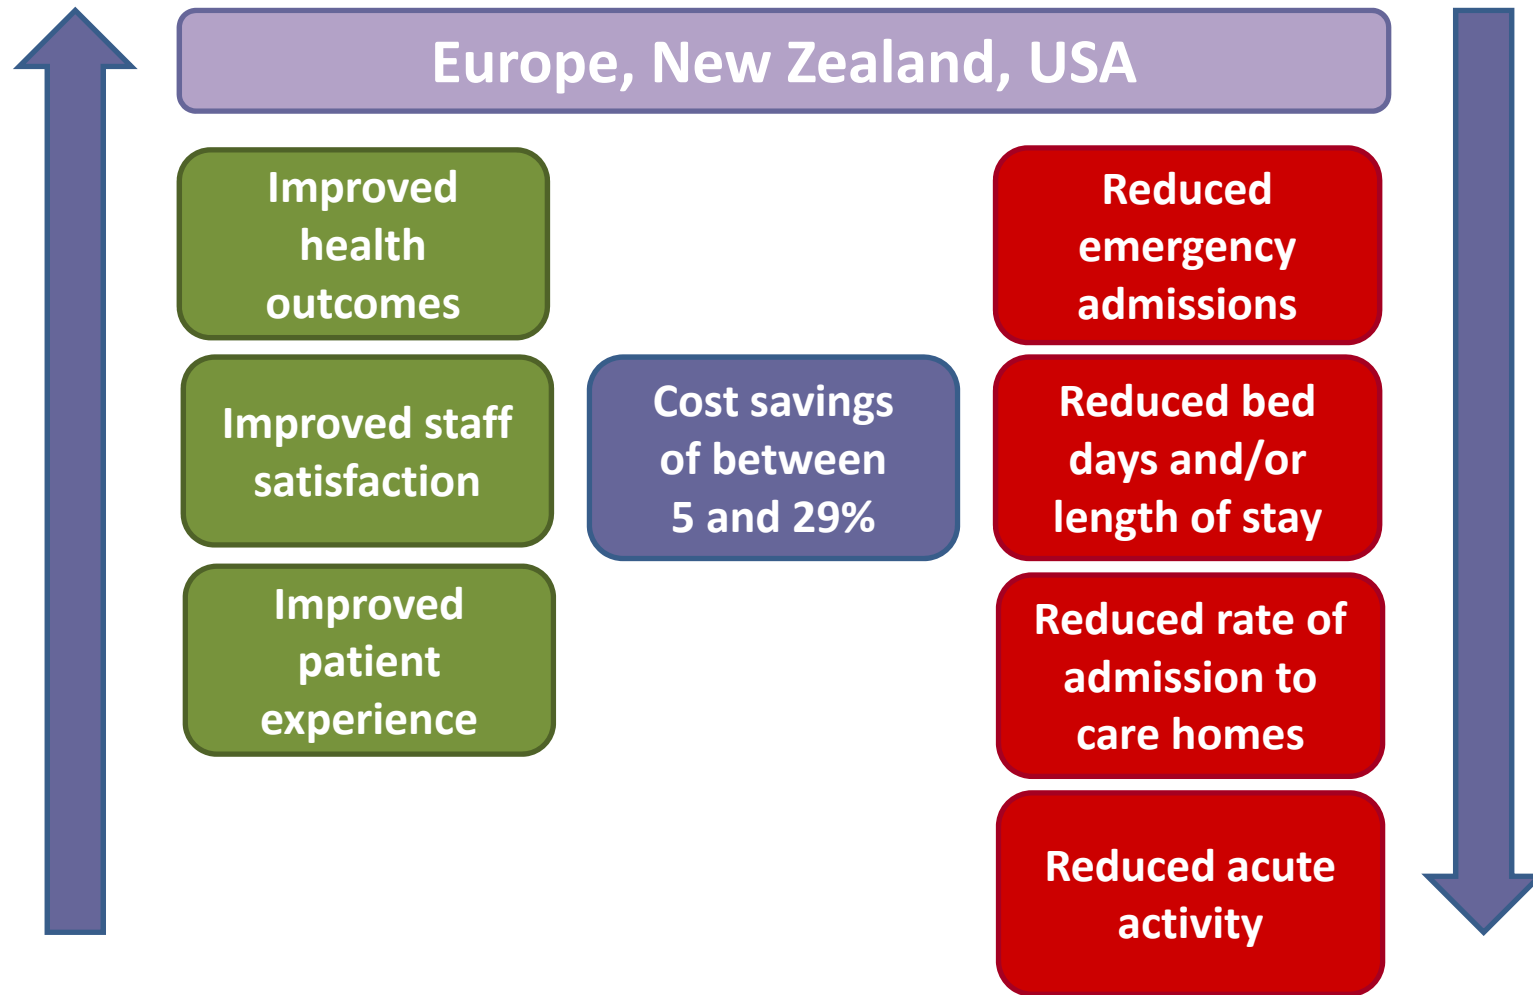 Europe, New Zealand, USA
Improved
health
outcomes
Improved staff
satisfaction
Improved
patient
experience
Cost savings
of between
5 and 29%
Reduced
emergency
admissions
Reduced bed
days and/or
length of stay
Reduced rate of
admission to
care homes
Reduced acute
activity